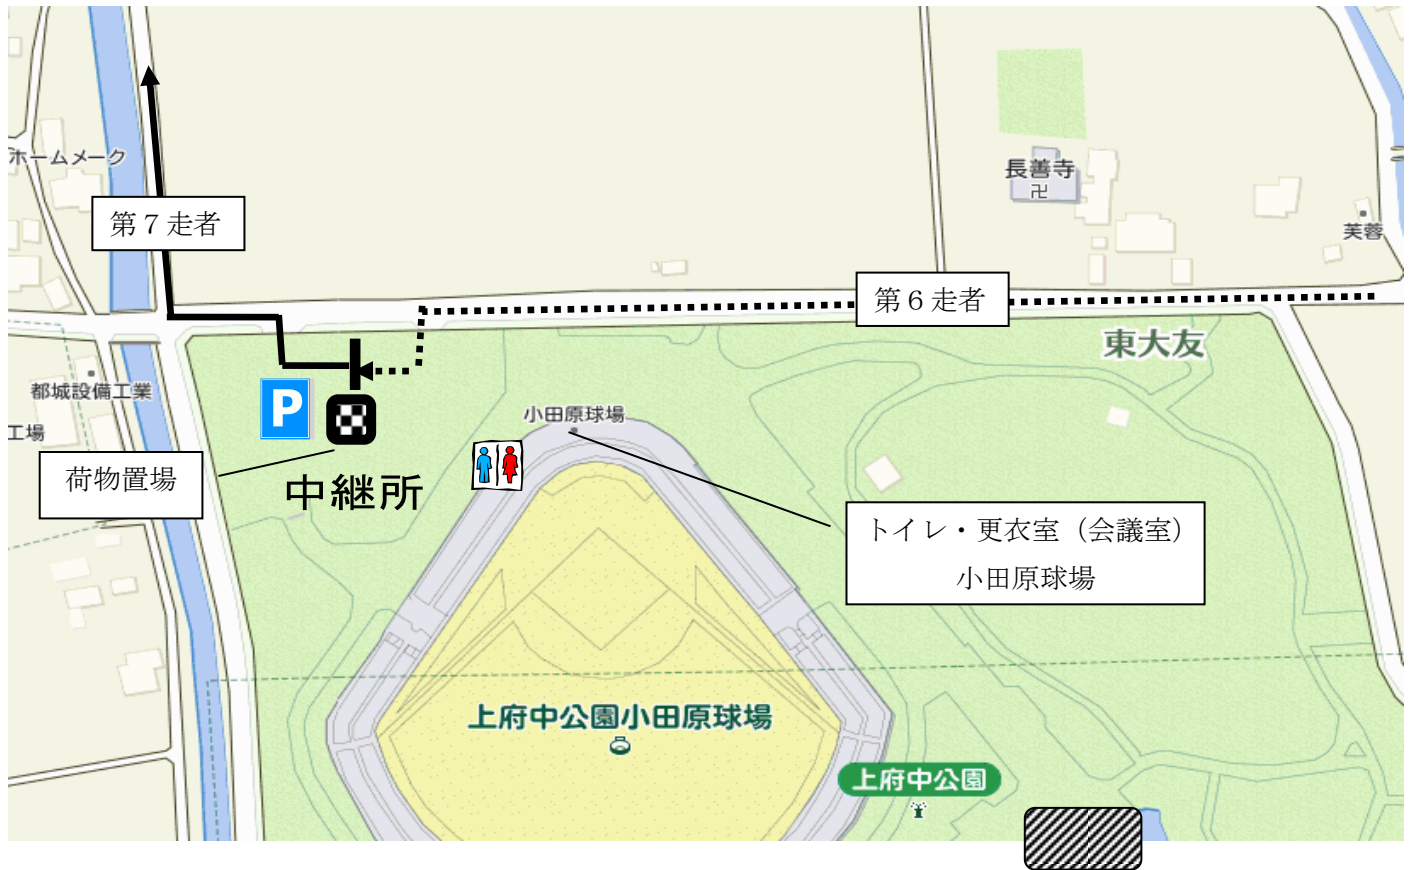 ホームメーク
長善寺
第７走者
芙蓉
第６走者
東大友
都城設備工業
P
小田原球場
工場
荷物置場
中継所
トイレ・更衣室（会議室）
小田原球場
上府中公園小田原球場
上府中公園